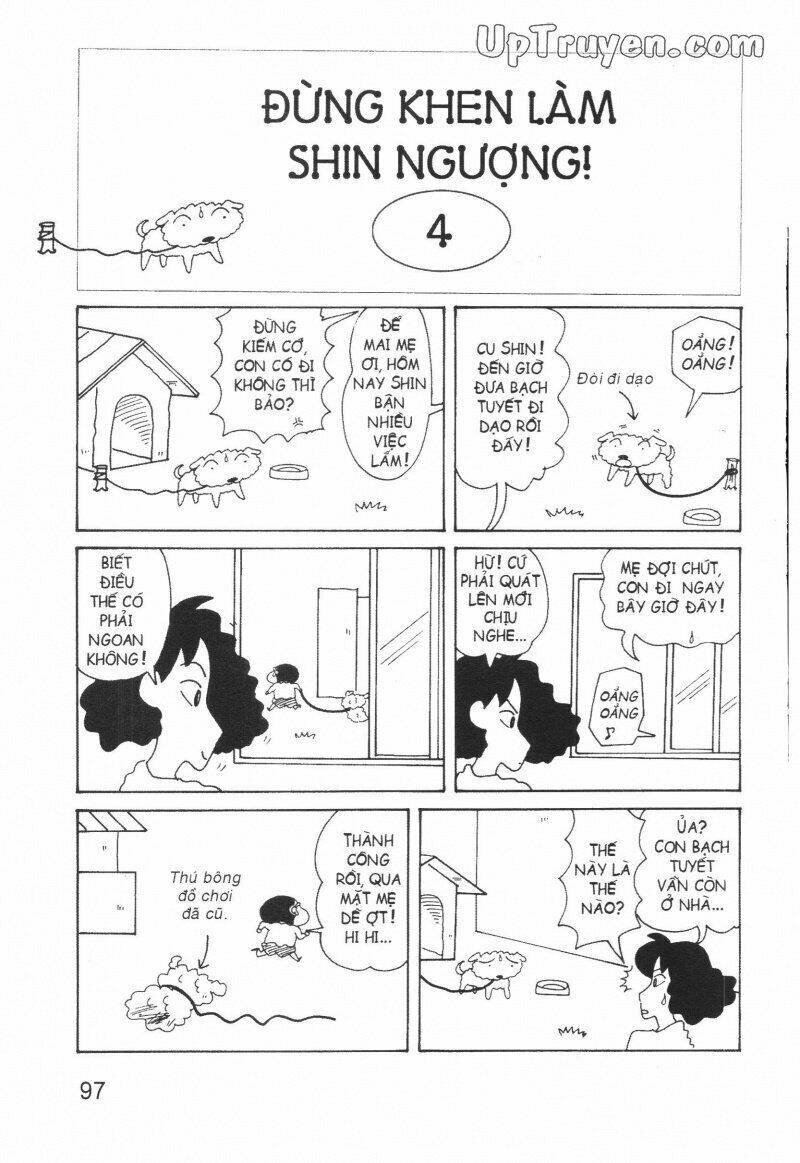 UpTruyen.com
ĐỪNG KHEN LÀM
SHIN NGƯỢNG!
4
OẲNG!
OẲNG!
Đòi đi dạo
CU SHIN!
ĐẾN GIỜ
ĐƯA BẠCH
TUYẾT ĐI
DẠO RỒI
ĐẤY!
ĐỂ
MAI MẸ
ƠI, HÔM
NAY SHIN
BẬN
NHIỀU
VIỆC
LẮM!
ĐỪNG
KIẾM CỚ,
CON CÓ ĐI
KHÔNG THÌ
BẢO?
MẸ ĐỢI CHÚT,
CON ĐI NGAY
BÂY GIỜ ĐÂY!
OẲNG
OẲNG
HỪ! CỨ
PHẢI QUÁT
LÊN MỚI
CHỊU
NGHE...
BIẾT
ĐIỀU
THẾ CÓ
PHẢI
NGOAN
KHÔNG!
ỦA?
CON BẠCH
TUYẾT
VẪN CÒN
Ở NHÀ...
THẾ
NÀY LÀ
THẾ
NÀO?
THÀNH
CÔNG
RỒI, QUA
MẶT MẸ
DỄ ỢT!
HI HI...
Thú bông
đồ chơi
đã cũ.
97